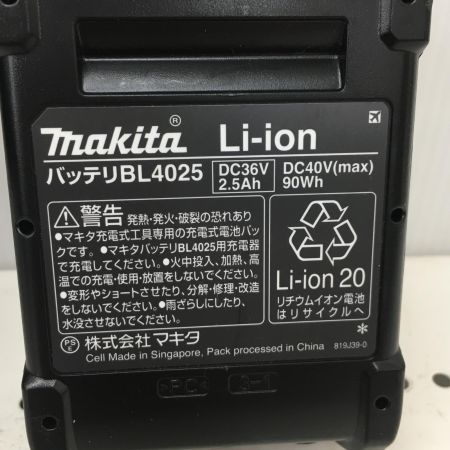 makita® Li-ion
バッテリBL4025 DC36V 2.5Ah DC40V(max) 90Wh
⚠警告 発熱・発火・破裂の恐れあり
●マキタ充電式工具専用の充電式電池パッ
クです。●マキタバッテリBL4025用充電器
で充電してください。●火中投入、加熱、高
温での充電・使用・放置をしないでください。
●変形やショートさせたり、分解・修理・改造
をしないでください。●雨ざらしにしたり、
水没させないでください。
Li-ion 20
リチウムイオン電池
はリサイクルへ
PS E 株式会社マキタ
Cell Made in Singapore, Pack processed in China
819J39-0
*
>PC<